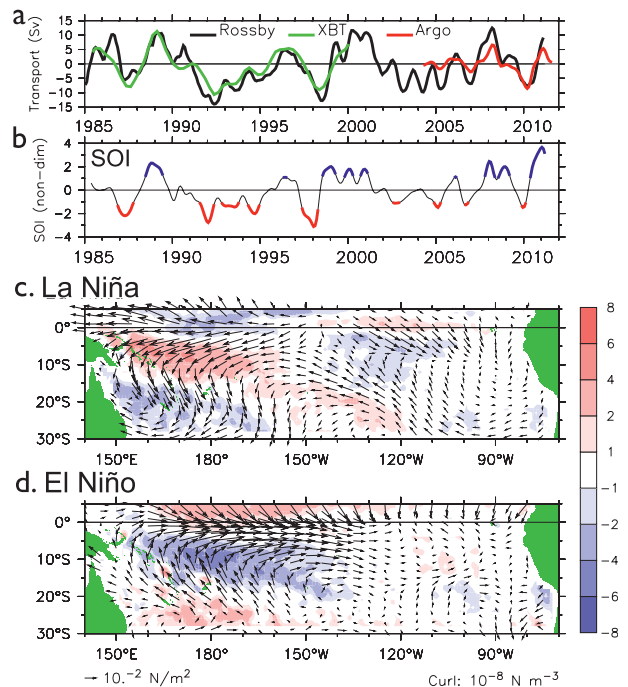 a
Rossby XBT Argo
Transport (Sv)
15
10
5
0
-5
-10
-15
1985 1990 1995 2000 2005 2010
b
SOI
SOI (non-dim)
4
2
0
-2
-4
1985 1990 1995 2000 2005 2010
c. La Niña
0°
10°S
20°S
30°S
150°E 180° 150°W 120°W 90°W
d. El Niño
0°
10°S
20°S
30°S
150°E 180° 150°W 120°W 90°W
8
6
4
2
1
-1
-2
-4
-6
-8
10.-2 N/m2
Curl: 10-8 N m-3